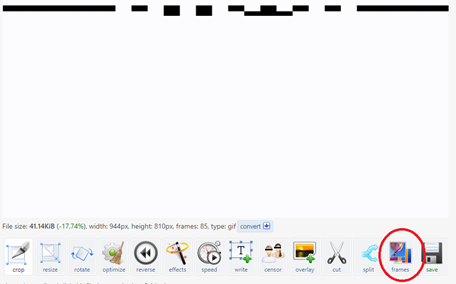 File size: 41.14KiB (-17.74%), width: 944px, height: 810px, frames: 85, type: gif convert
T
crop resize rotate optimize reverse effects speed write censor overlay cut split frames save